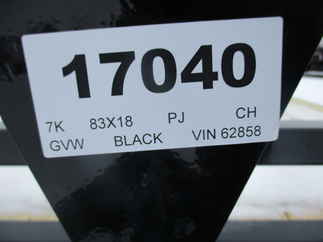 17040
7K 83X18 PJ CH
GVW BLACK VIN 62858